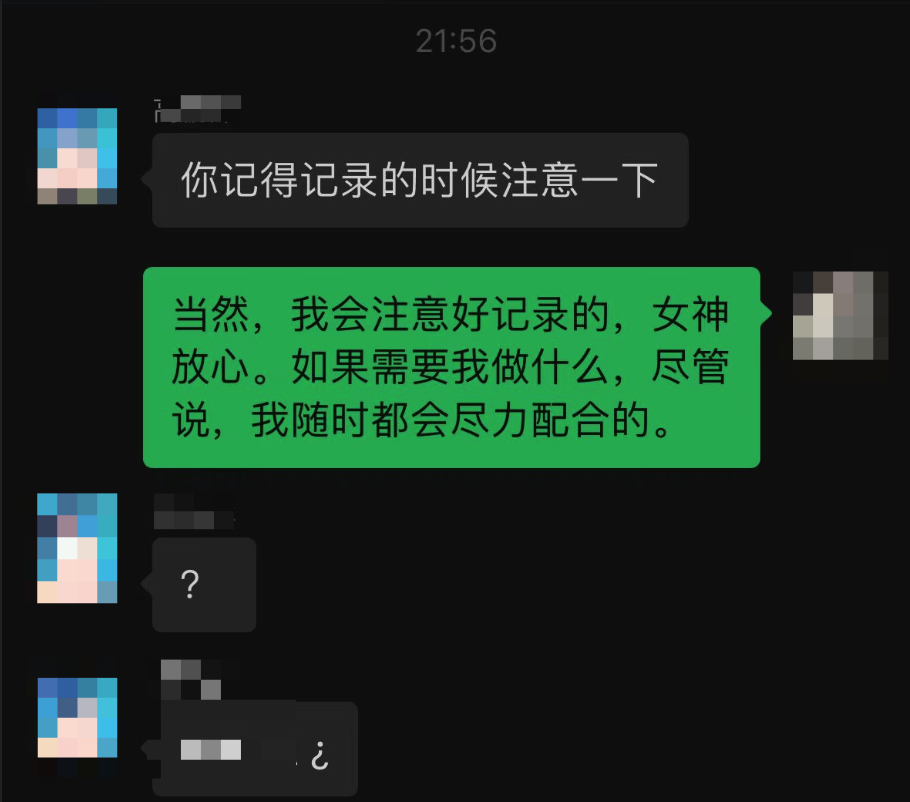 21:56
你记得记录的时候注意一下
当然，我会注意好记录的，女神
放心。如果需要我做什么，尽管
说，我随时都会尽力配合的。
?
¿